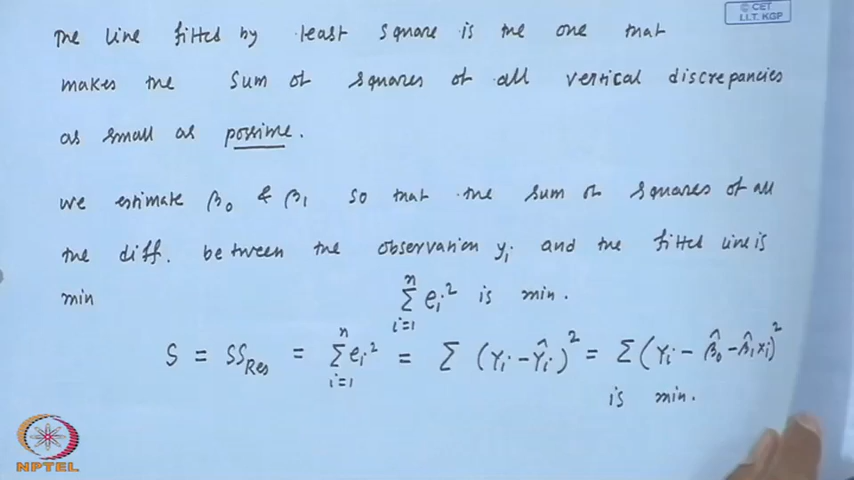 © CET
I.I.T. KGP
The line fitted by least square is the one that
makes the sum of squares of all vertical discrepancies
as small as possible.
We estimate β₀ & β₁ so that the sum of squares of all
the diff. between the observation yᵢ and the fitted line is
min ∑ᵢ₌₁ⁿ eᵢ² is min.
S = SS_Res = ∑ᵢ₌₁ⁿ eᵢ² = ∑ (Yᵢ - Ŷᵢ)² = ∑ (Yᵢ - β̂₀ - β̂₁xᵢ)²
is min.
NPTEL